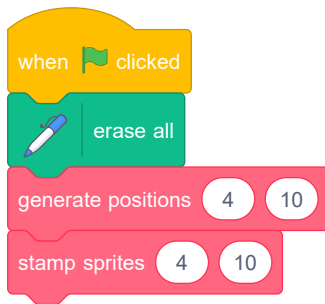 when clicked
erase all
generate positions 4 10
stamp sprites 4 10